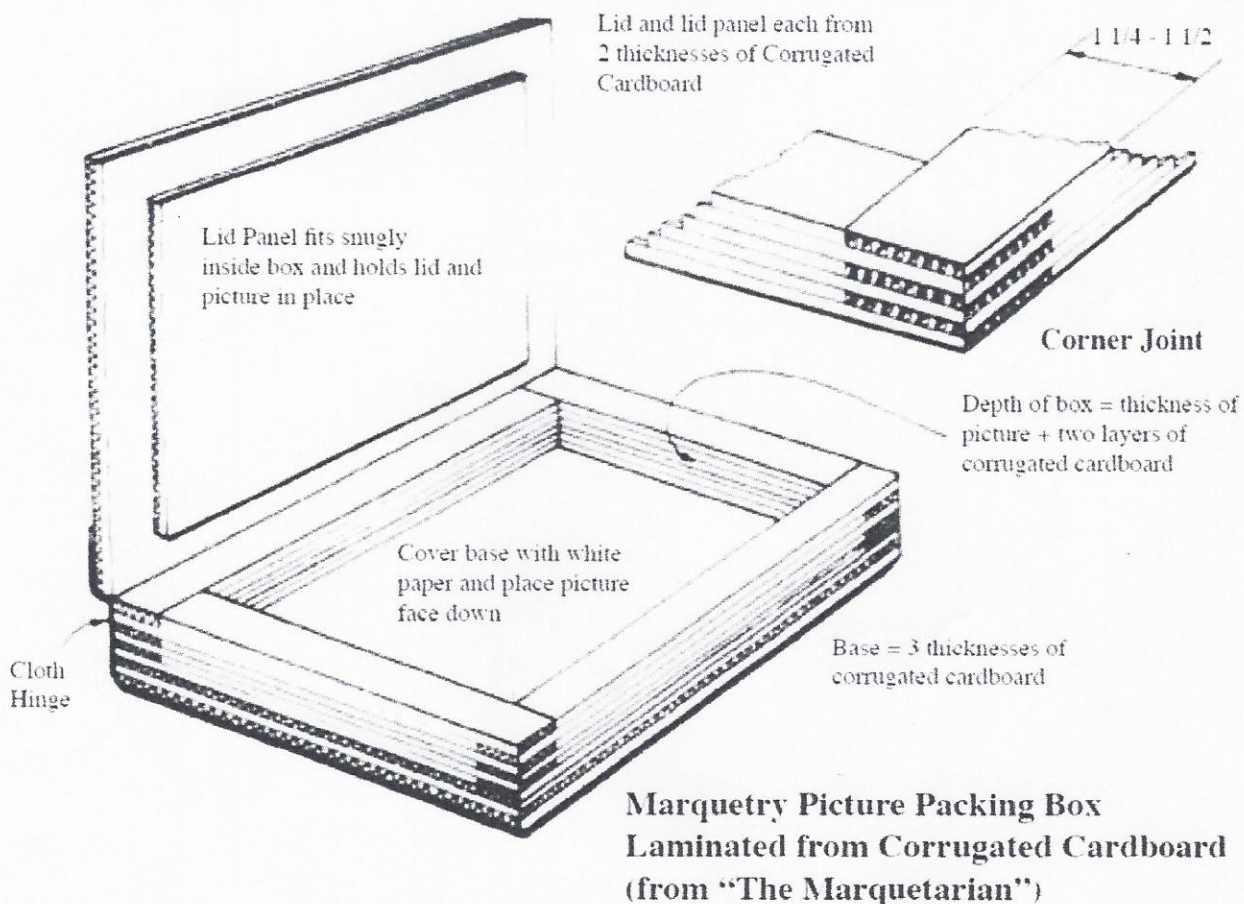 Lid and lid panel each from
2 thicknesses of Corrugated
Cardboard
1 1/4 - 1 1/2
Lid Panel fits snugly
inside box and holds lid and
picture in place
Corner Joint
Depth of box = thickness of
picture + two layers of
corrugated cardboard
Cover base with white
paper and place picture
face down
Cloth
Hinge
Base = 3 thicknesses of
corrugated cardboard
Marquetry Picture Packing Box
Laminated from Corrugated Cardboard
(from “The Marquetarian”)